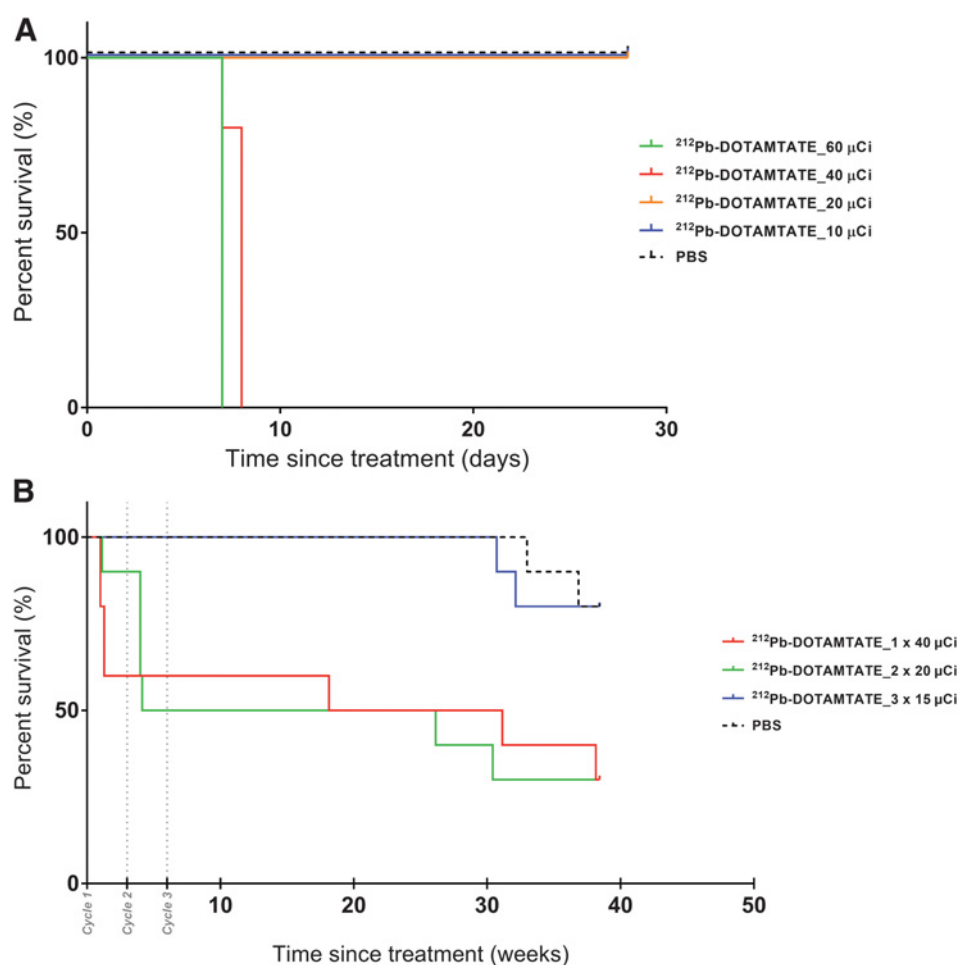 A
Percent survival (%)
100
50
0
0 10 20 30
Time since treatment (days)
²¹²Pb-DOTAMTATE_60 µCi
²¹²Pb-DOTAMTATE_40 µCi
²¹²Pb-DOTAMTATE_20 µCi
²¹²Pb-DOTAMTATE_10 µCi
PBS
B
Percent survival (%)
100
50
0
Cycle 1 Cycle 2 Cycle 3 10 20 30 40 50
Time since treatment (weeks)
²¹²Pb-DOTAMTATE_1 x 40 µCi
²¹²Pb-DOTAMTATE_2 x 20 µCi
²¹²Pb-DOTAMTATE_3 x 15 µCi
PBS